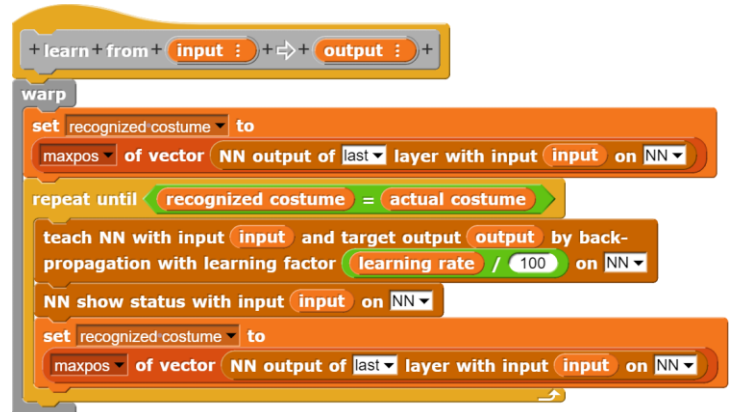 + learn + from + input ⋮ + ⇨ + output ⋮ +
warp
set recognized costume ▾ to
maxpos ▾ of vector NN output of last ▾ layer with input input on NN ▾
repeat until recognized costume = actual costume
teach NN with input input and target output output by back-
propagation with learning factor learning rate / 100 on NN ▾
NN show status with input input on NN ▾
set recognized costume ▾ to
maxpos ▾ of vector NN output of last ▾ layer with input input on NN ▾